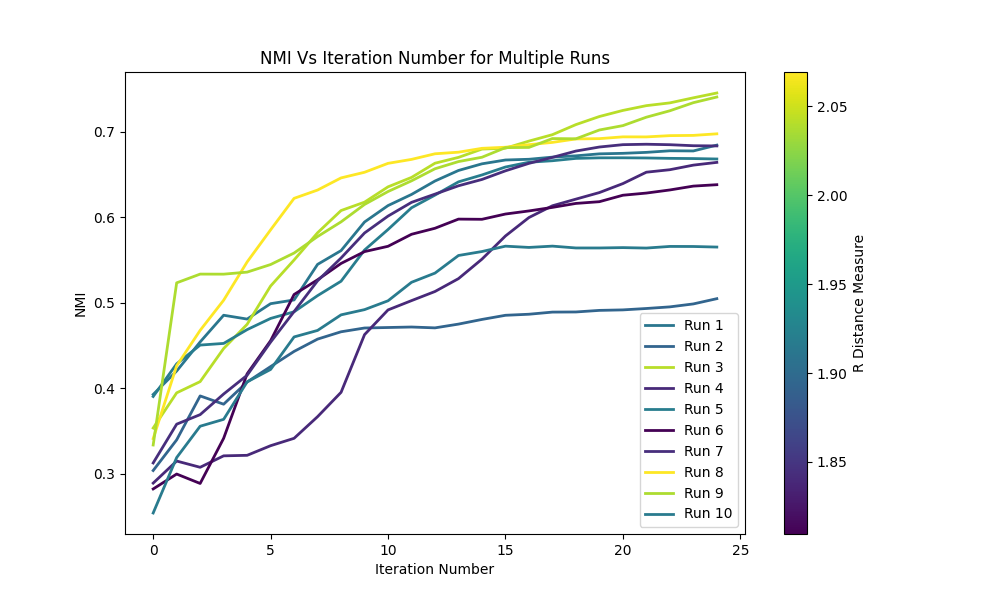 NMI Vs Iteration Number for Multiple Runs
NMI
0.7
0.6
0.5
0.4
0.3
0
5
10
15
20
25
Iteration Number
Run 1
Run 2
Run 3
Run 4
Run 5
Run 6
Run 7
Run 8
Run 9
Run 10
2.05
2.00
1.95
1.90
1.85
R Distance Measure